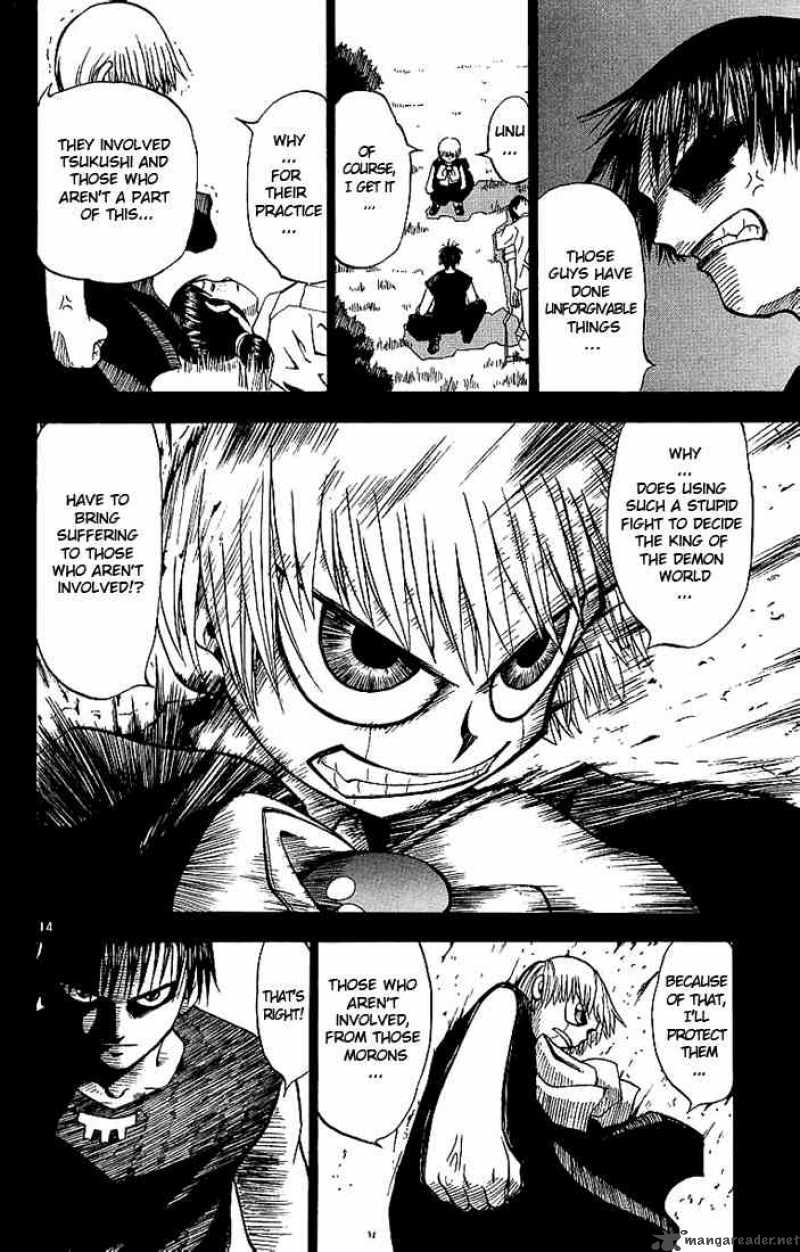 THOSE
GUYS HAVE
DONE
UNFORGIVABLE
THINGS
...
UNU
OF
COURSE,
I GET IT
...
WHY
...
FOR
THEIR
PRACTICE
...
THEY INVOLVED
TSUKUSHI AND
THOSE WHO
AREN'T A PART
OF THIS...
WHY
...
DOES USING
SUCH A STUPID
FIGHT TO DECIDE
THE KING OF
THE DEMON
WORLD
...
HAVE TO
BRING
SUFFERING
TO THOSE
WHO AREN'T
INVOLVED!?
BECAUSE
OF THAT,
I'LL
PROTECT
THEM
...
THOSE WHO
AREN'T
INVOLVED,
FROM THOSE
MORONS
...
THAT'S
RIGHT!
14
mangareader.net